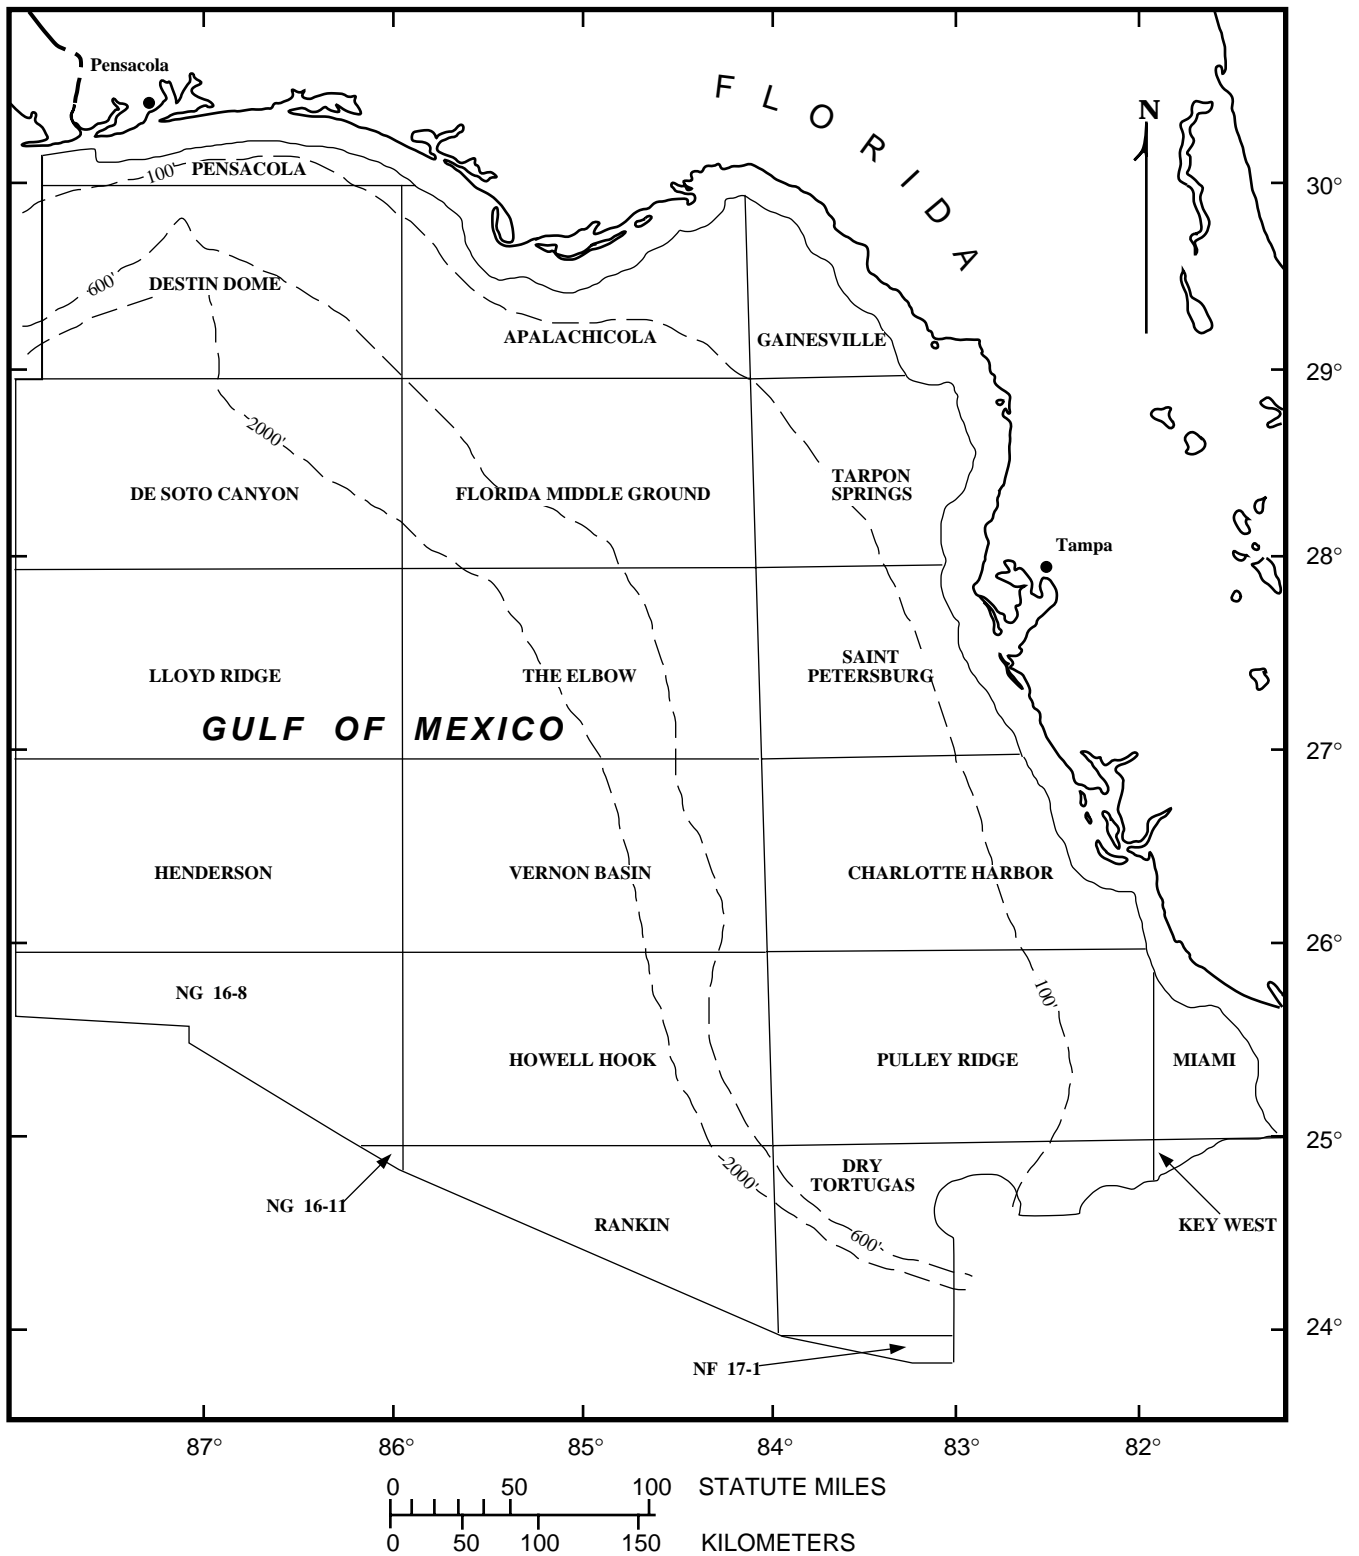 Pensacola
FLORIDA
N
100'
PENSACOLA
30°
600'
DESTIN DOME
APALACHICOLA
GAINESVILLE
29°
2000'
DE SOTO CANYON
FLORIDA MIDDLE GROUND
TARPON
SPRINGS
Tampa
28°
LLOYD RIDGE
THE ELBOW
SAINT
PETERSBURG
GULF OF MEXICO
27°
HENDERSON
VERNON BASIN
CHARLOTTE HARBOR
26°
NG 16-8
100'
HOWELL HOOK
PULLEY RIDGE
MIAMI
25°
2000'
DRY
TORTUGAS
NG 16-11
RANKIN
600'
KEY WEST
24°
NF 17-1
87° 86° 85° 84° 83° 82°
0 50 100 STATUTE MILES
0 50 100 150 KILOMETERS